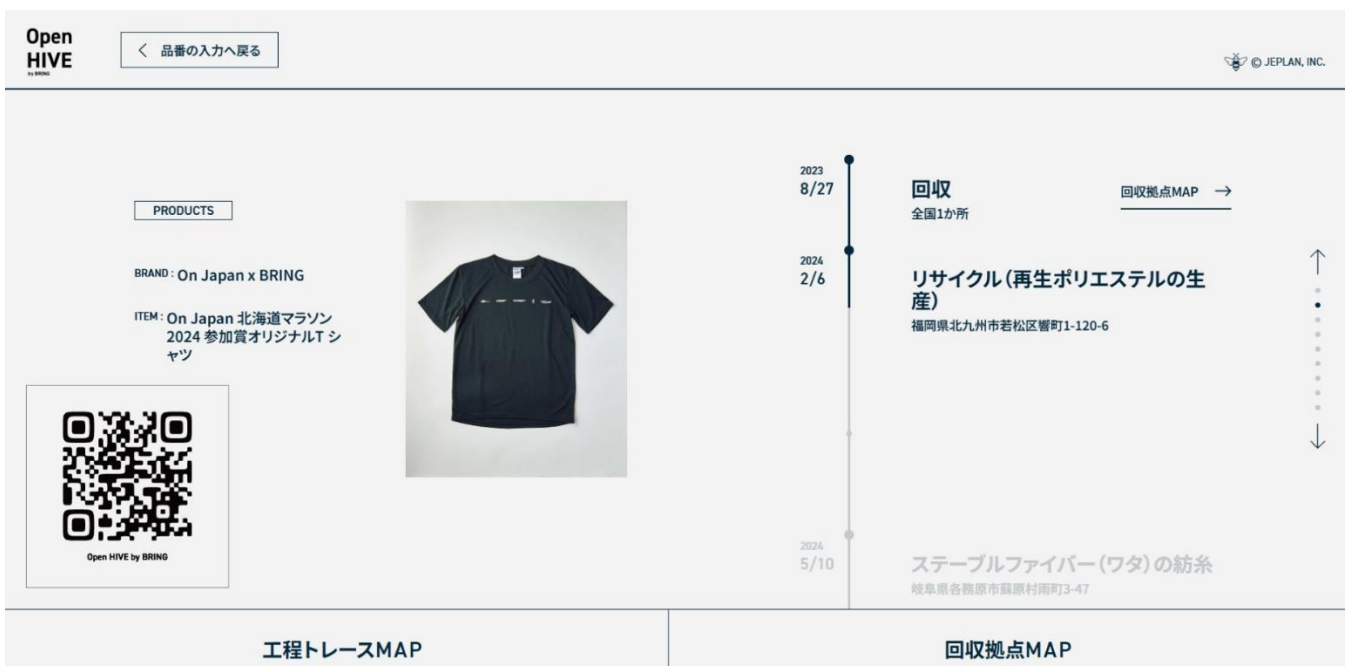 Open
HIVE
by BRING
品番の入力へ戻る
© JEPLAN, INC.
PRODUCTS
BRAND : On Japan x BRING
ITEM : On Japan 北海道マラソン
2024 参加賞オリジナルT シ
ャツ
Open HIVE by BRING
2023
8/27
回収
全国1か所
回収拠点MAP
2024
2/6
リサイクル（再生ポリエステルの生
産）
福岡県北九州市若松区響町1-120-6
2024
5/10
ステープルファイバー（ワタ）の紡糸
岐阜県各務原市蘇原村雨町3-47
工程トレースMAP
回収拠点MAP